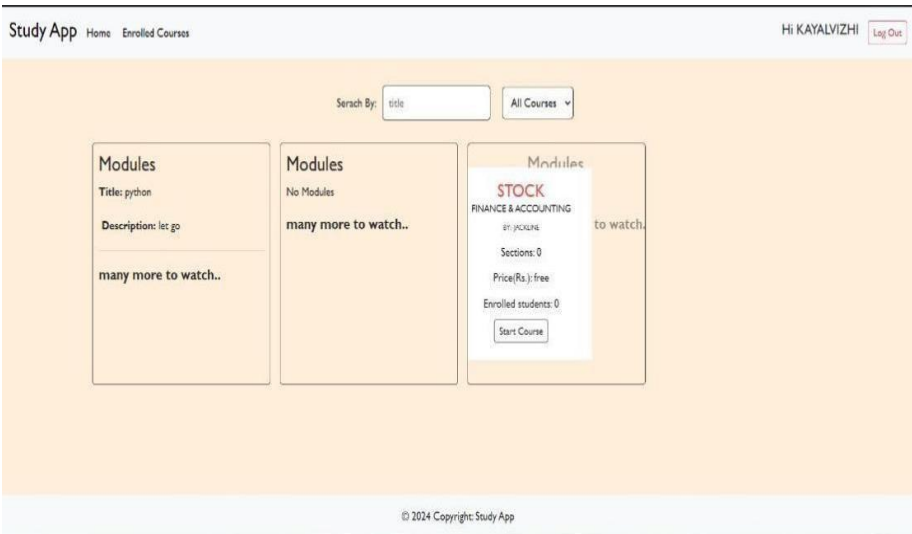 Study App Home Enrolled Courses Hi KAYALVIZHI Log Out
Serach By: title All Courses
Modules
Title: python
Description: let go
many more to watch..
Modules
No Modules
many more to watch..
Modules
to watch.
STOCK
FINANCE & ACCOUNTING
BY: JACKLINE
Sections: 0
Price(Rs.): free
Enrolled students: 0
Start Course
© 2024 Copyright: Study App